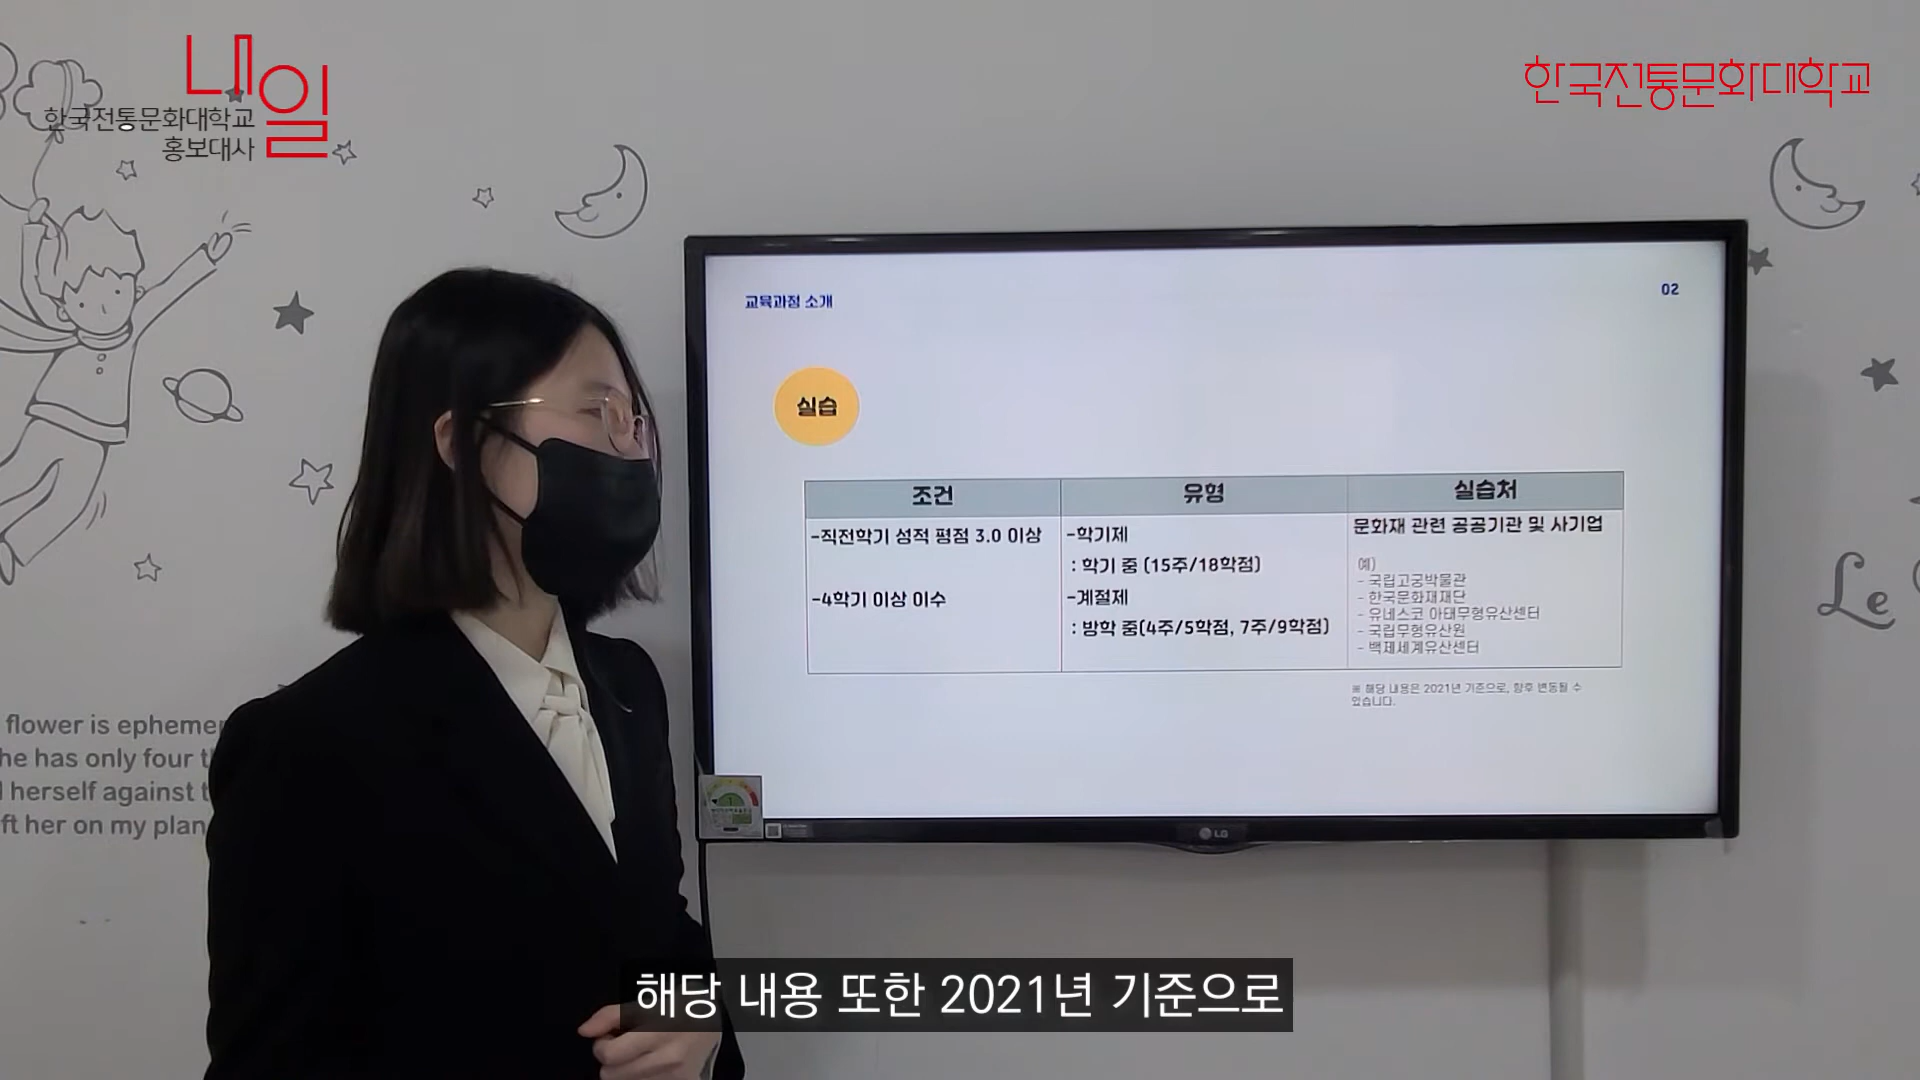 내일
한국전통문화대학교
홍보대사
한국전통문화대학교
교육과정 소개
02
실습
조건
유형
실습처
-직전학기 성적 평점 3.0 이상
-4학기 이상 이수
-학기제
: 학기 중 (15주/18학점)
-계절제
: 방학 중(4주/5학점, 7주/9학점)
문화재 관련 공공기관 및 사기업
예)
- 국립고궁박물관
- 한국문화재재단
- 유네스코 아태무형유산센터
- 국립무형유산원
- 백제세계유산센터
※ 해당 내용은 2021년 기준으로, 향후 변동될 수
있습니다.
LG
flower is ephemer
he has only four
herself against
ft her on my plan
Le
해당 내용 또한 2021년 기준으로